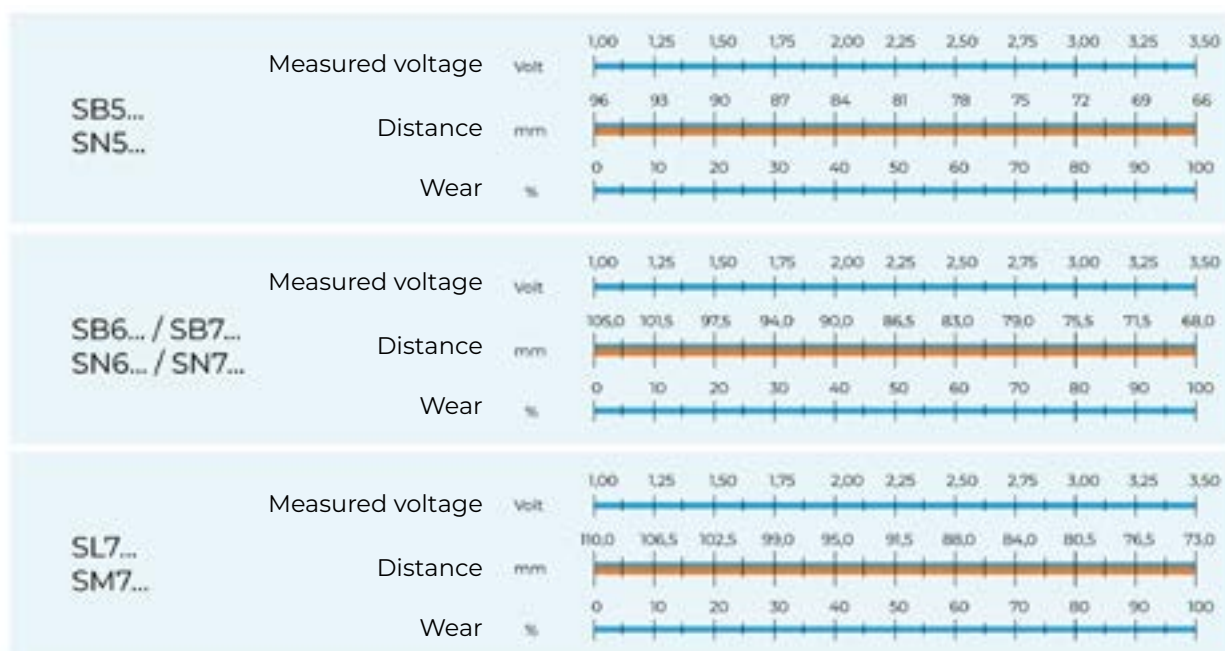 Measured voltage Volt 1,00 1,25 1,50 1,75 2,00 2,25 2,50 2,75 3,00 3,25 3,50
SB5...
SN5...
Distance mm 96 93 90 87 84 81 78 75 72 69 66
Wear % 0 10 20 30 40 50 60 70 80 90 100
Measured voltage Volt 1,00 1,25 1,50 1,75 2,00 2,25 2,50 2,75 3,00 3,25 3,50
SB6... / SB7...
SN6... / SN7...
Distance mm 105,0 101,5 97,5 94,0 90,0 86,5 83,0 79,0 75,5 71,5 68,0
Wear % 0 10 20 30 40 50 60 70 80 90 100
Measured voltage Volt 1,00 1,25 1,50 1,75 2,00 2,25 2,50 2,75 3,00 3,25 3,50
SL7...
SM7...
Distance mm 110,0 106,5 102,5 99,0 95,0 91,5 88,0 84,0 80,5 76,5 73,0
Wear % 0 10 20 30 40 50 60 70 80 90 100